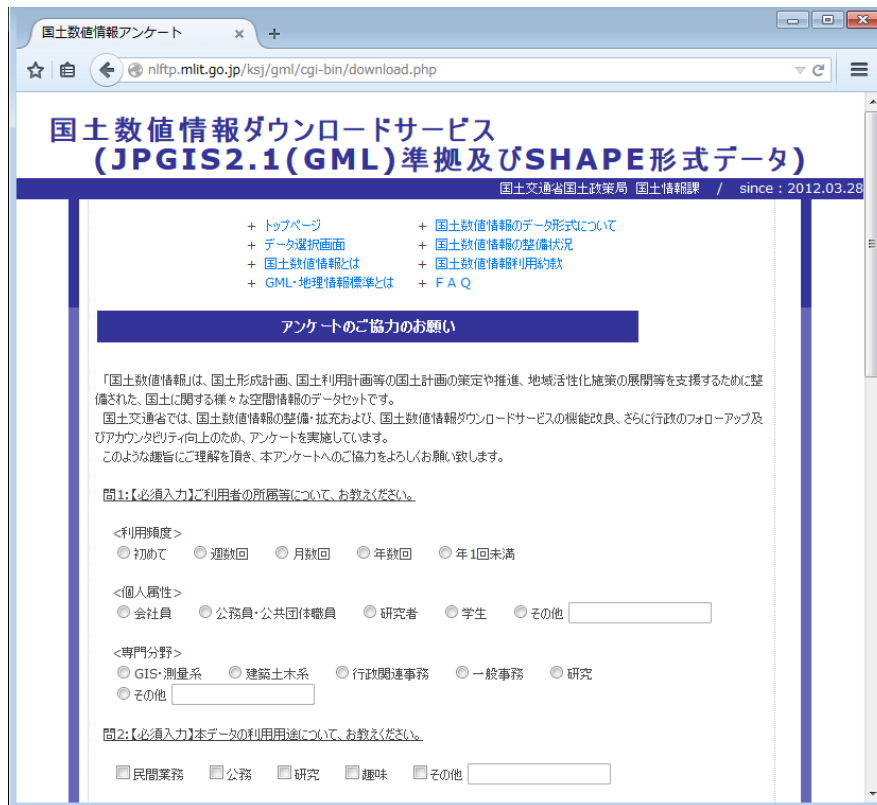 国土数値情報アンケート
nlftp.mlit.go.jp/ksj/gml/cgi-bin/download.php
国土数値情報ダウンロードサービス
(JPGIS2.1(GML)準拠及びSHAPE形式データ)
国土交通省国土政策局 国土情報課 / since : 2012.03.28
+ トップページ + 国土数値情報のデータ形式について
+ データ選択画面 + 国土数値情報の整備状況
+ 国土数値情報とは + 国土数値情報利用約款
+ GML・地理情報標準とは + FAQ
アンケートのご協力のお願い
「国土数値情報」は、国土形成計画、国土利用計画等の国土計画の策定や推進、地域活性化施策の展開等を支援するために整
備された、国土に関する様々な空間情報のデータセットです。
国土交通省では、国土数値情報の整備・拡充および、国土数値情報ダウンロードサービスの機能改良、さらに行政のフォローアップ及
びアカウンタビリティ向上のため、アンケートを実施しています。
このような趣旨にご理解を頂き、本アンケートへのご協力をよろしくお願い致します。
問1:【必須入力】ご利用者の所属等について、お教えください。
<利用頻度>
初めて 週数回 月数回 年数回 年1回未満
<個人属性>
会社員 公務員・公共団体職員 研究者 学生 その他
<専門分野>
GIS・測量系 建築土木系 行政関連事務 一般事務 研究
その他
問2:【必須入力】本データの利用用途について、お教えください。
民間業務 公務 研究 趣味 その他